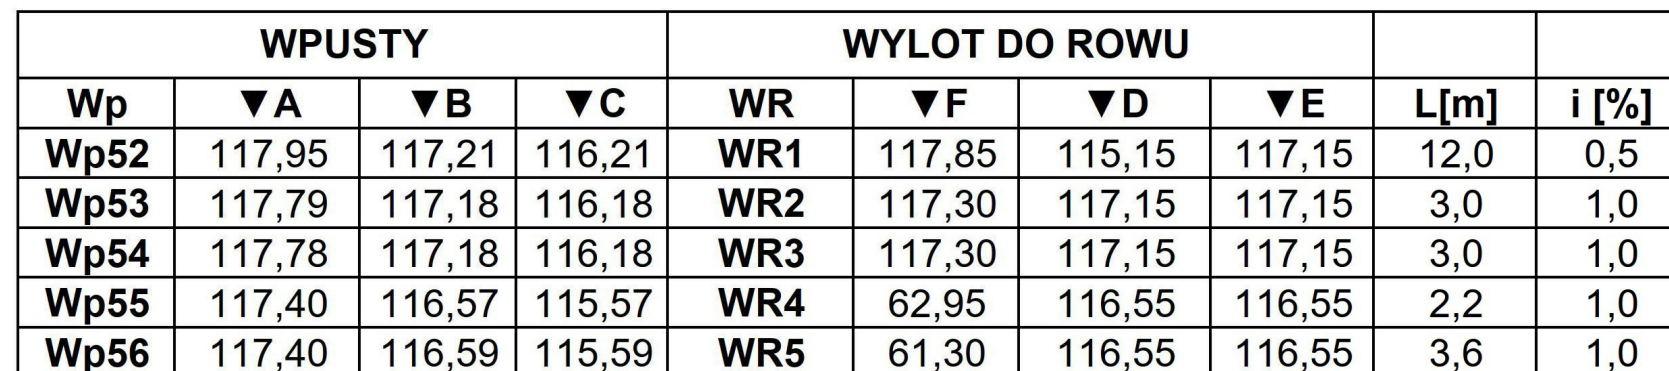 WPUSTY WYLOT DO ROWU
Wp ▼A ▼B ▼C WR ▼F ▼D ▼E L[m] i [%]
Wp52 117,95 117,21 116,21 WR1 117,85 115,15 117,15 12,0 0,5
Wp53 117,79 117,18 116,18 WR2 117,30 117,15 117,15 3,0 1,0
Wp54 117,78 117,18 116,18 WR3 117,30 117,15 117,15 3,0 1,0
Wp55 117,40 116,57 115,57 WR4 62,95 116,55 116,55 2,2 1,0
Wp56 117,40 116,59 115,59 WR5 61,30 116,55 116,55 3,6 1,0